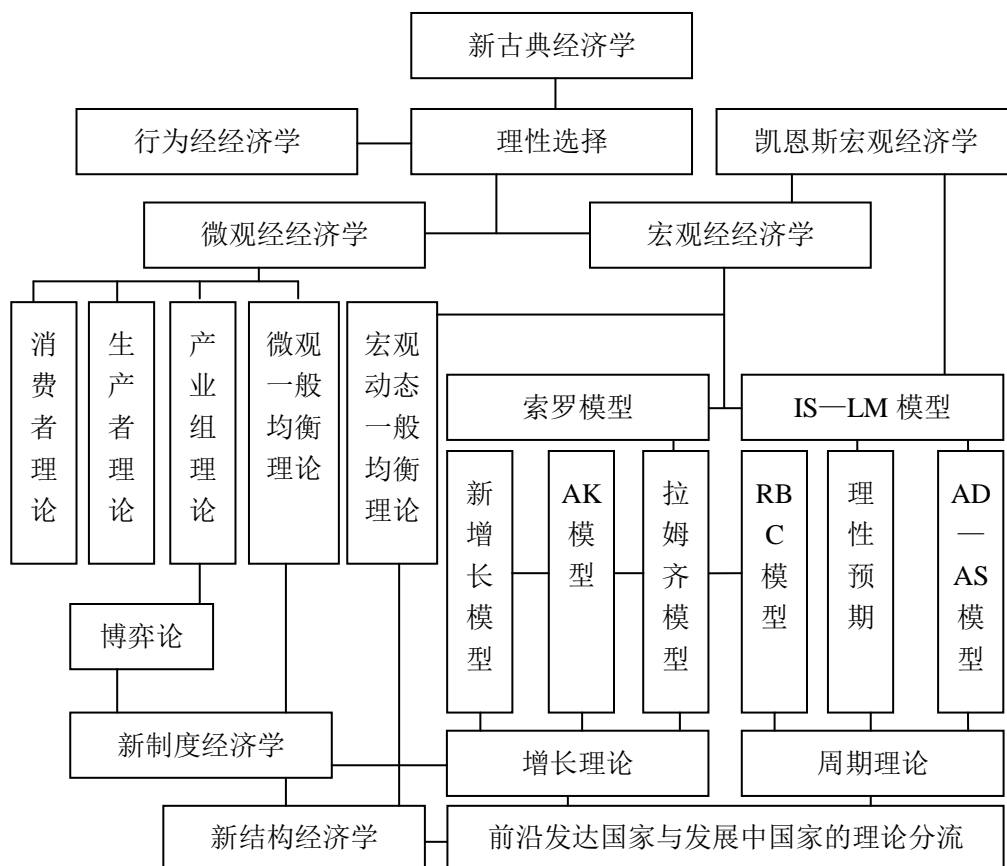 新古典经济学
行为经经济学
理性选择
凯恩斯宏观经济学
微观经经济学
宏观经经济学
消费者理论
生产者理论
产业组理论
微观一般均衡理论
宏观动态一般均衡理论
索罗模型
IS—LM 模型
新增长模型
AK模型
拉姆齐模型
RBC模型
理性预期
AD—AS模型
博弈论
新制度经济学
增长理论
周期理论
新结构经济学
前沿发达国家与发展中国家的理论分流